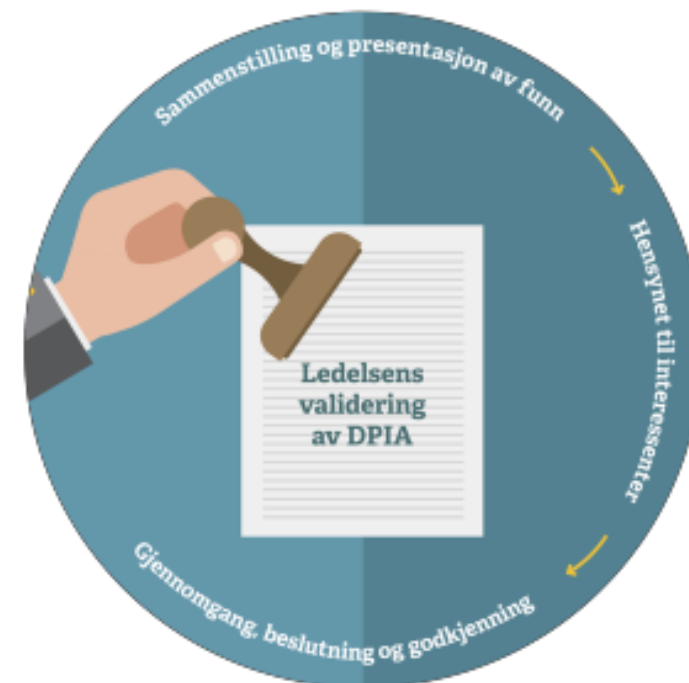 Sammenstilling og presentasjon av funn
Hensynet til interessenter
Gjennomgang, beslutning og godkjenning
Ledelsens
validering
av DPIA